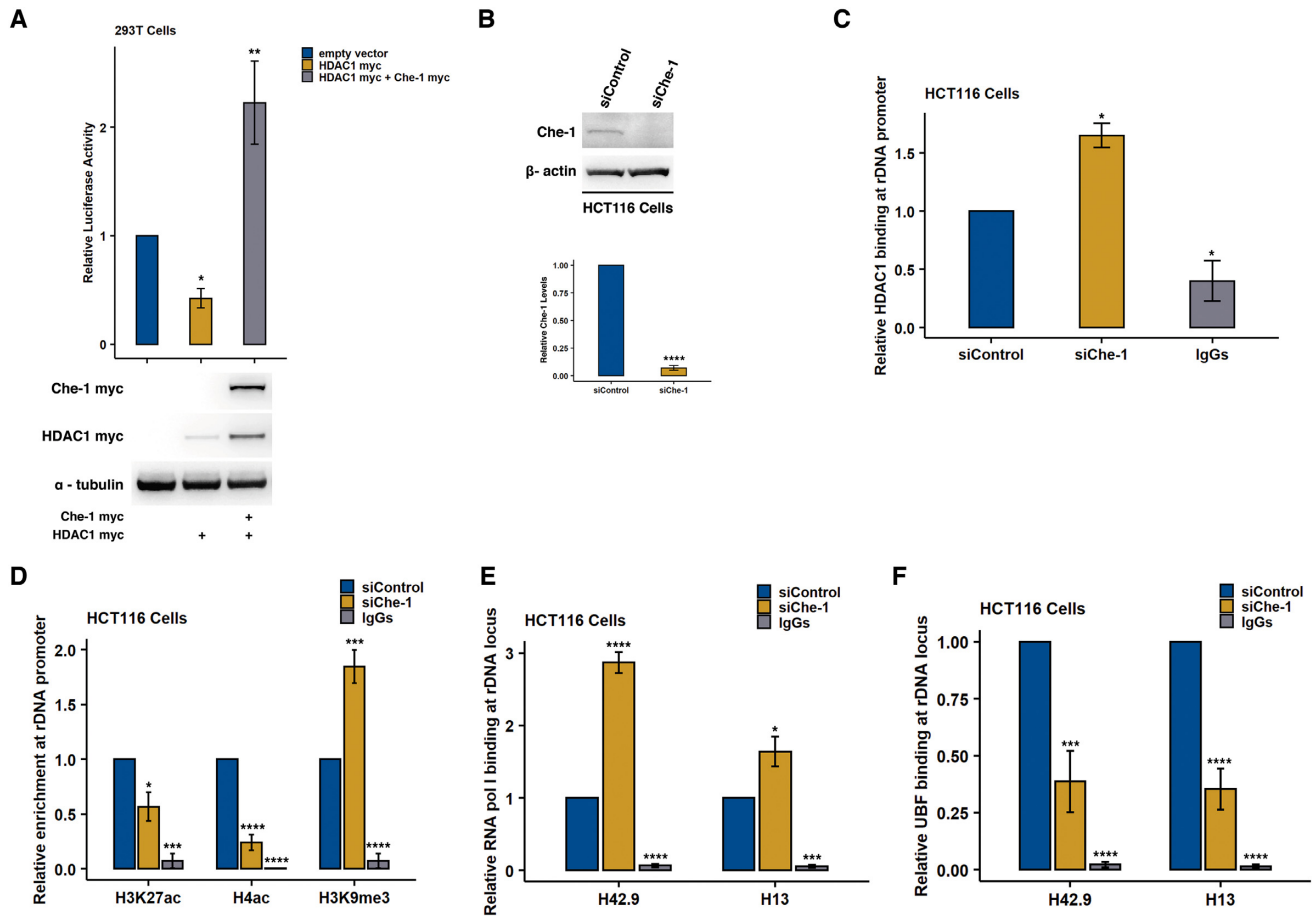 A
293T Cells
empty vector
HDAC1 myc
HDAC1 myc + Che-1 myc
Relative Luciferase Activity
**
2
1
*
0
Che-1 myc
HDAC1 myc
α - tubulin
Che-1 myc +
HDAC1 myc + +
B
siControl siChe-1
Che-1
β- actin
HCT116 Cells
Relative Che-1 Levels
1.00
0.75
0.50
0.25
0.00
****
siControl siChe-1
C
HCT116 Cells
Relative HDAC1 binding at rDNA promoter
*
1.5
1.0
0.5
0.0
*
siControl siChe-1 IgGs
D
siControl
siChe-1
IgGs
HCT116 Cells
Relative enrichment at rDNA promoter
2.0
1.5
1.0
0.5
0.0
* *** **** **** *** ****
H3K27ac H4ac H3K9me3
E
siControl
siChe-1
IgGs
HCT116 Cells
Relative RNA pol I binding at rDNA locus
3
2
1
0
**** **** * ***
H42.9 H13
F
siControl
siChe-1
IgGs
HCT116 Cells
Relative UBF binding at rDNA locus
1.00
0.75
0.50
0.25
0.00
*** **** **** ****
H42.9 H13